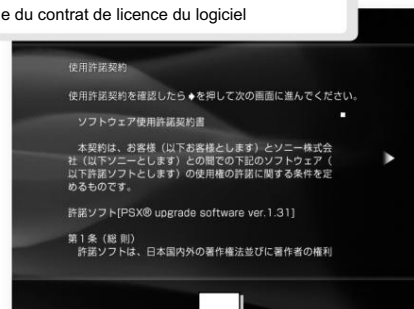 e du contrat de licence du logiciel
使用許諾契約
使用許諾契約を確認したら◆を押して次の画面に進んでください。
ソフトウェア使用許諾契約書
本契約は、お客様（以下お客様とします）とソニー株式会
社（以下ソニーとします）との間での下記のソフトウェア（
以下許諾ソフトとします）の使用権の許諾に関する条件を定
めるものです。
許諾ソフト[PSX® upgrade software ver.1.31]
第1条（総 則）
許諾ソフトは、日本国内外の著作権法並びに著作者の権利